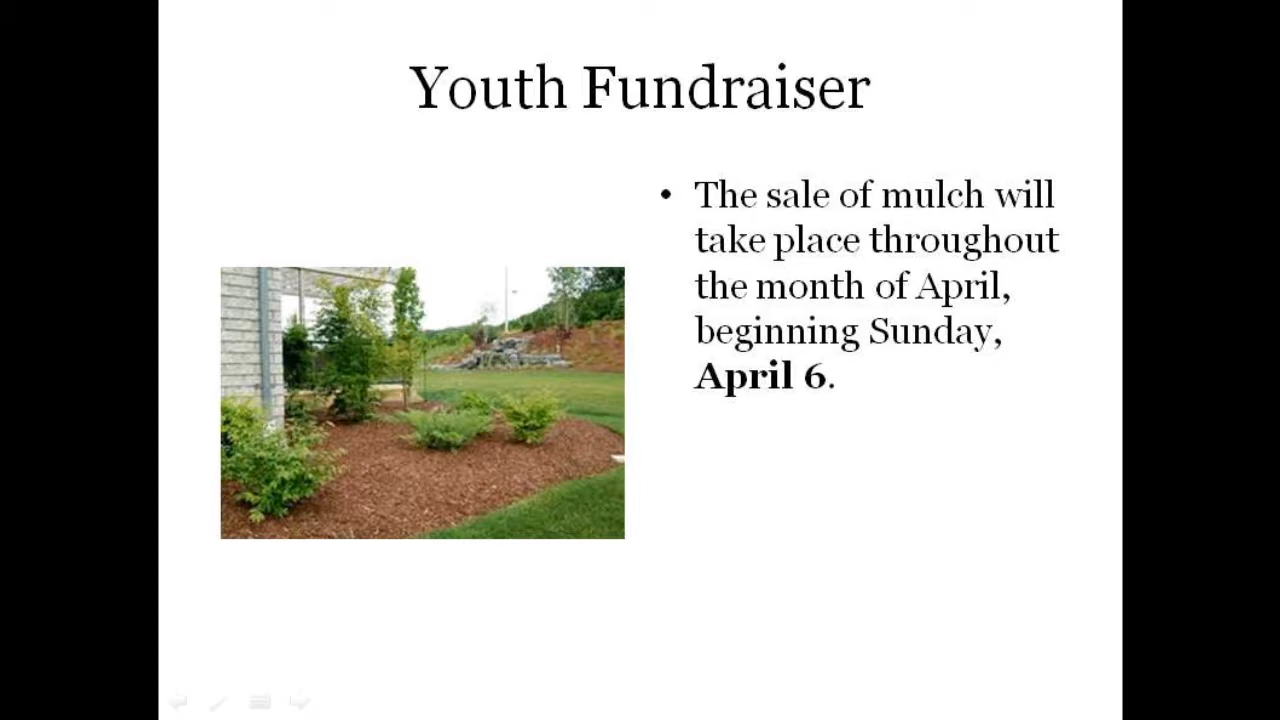 Youth Fundraiser
• The sale of mulch will
take place throughout
the month of April,
beginning Sunday,
April 6.